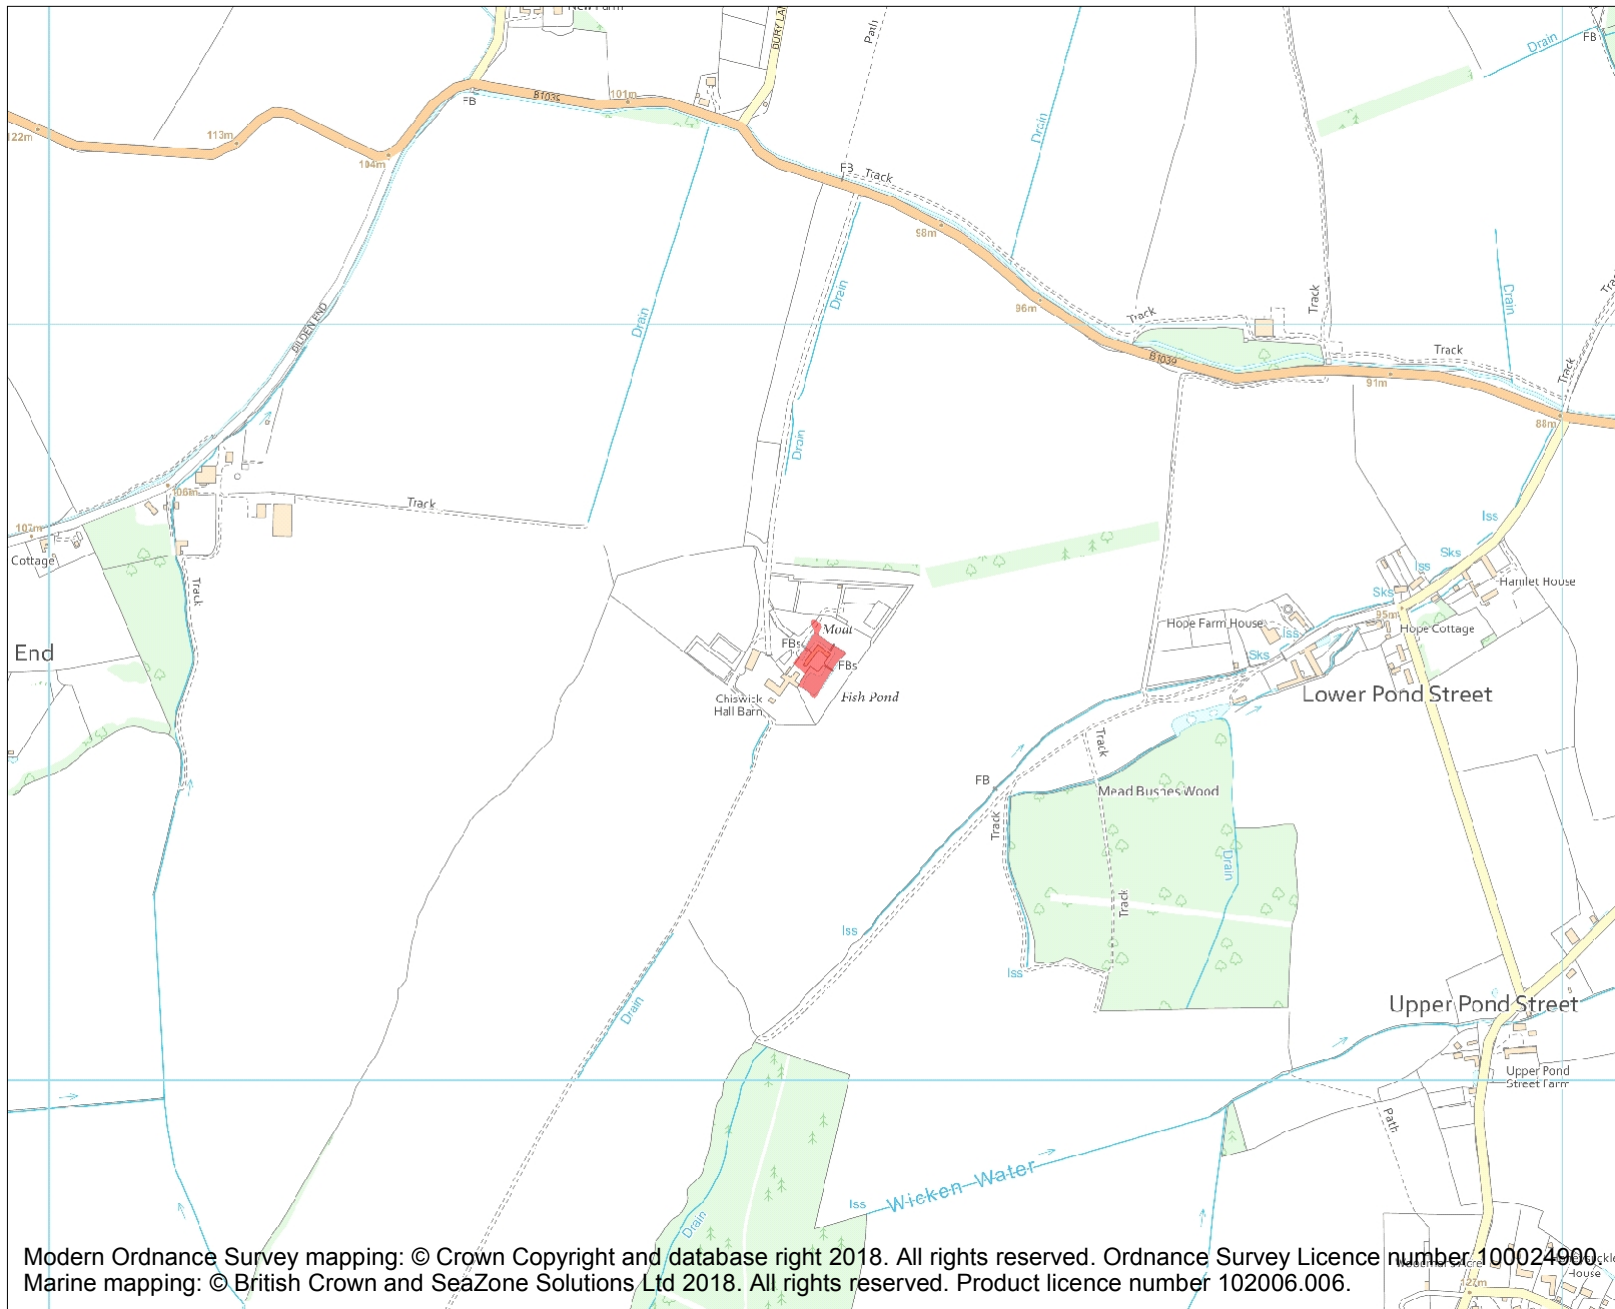 New Farm
BURY LA
Path
Drain
FB
B1039
101m
FB
122m
113m
104m
Drain
FB Track
98m
Drain
Drain
96m
Track
Track
B1039
Track
91m
Drain
Track
88m
Drain
Track
106m
107m
Cottage
Track
End
Iss
Sks
Iss
Sks
Hamlet House
95m
Hope Farm House
Iss
Hope Cottage
Sks
Lower Pond Street
Moat
FBs
FBs
Fish Pond
Chiswick
Hall Barn
Track
FB
Mead Bushes Wood
Track
Drain
Track
Iss
Iss
Drain
Upper Pond Street
Upper Pond
Street Farm
Path
Iss
Wicken Water
Drain
Modern Ordnance Survey mapping: © Crown Copyright and database right 2018. All rights reserved. Ordnance Survey Licence number 100024900.
Marine mapping: © British Crown and SeaZone Solutions Ltd 2018. All rights reserved. Product licence number 102006.006.
House
127m